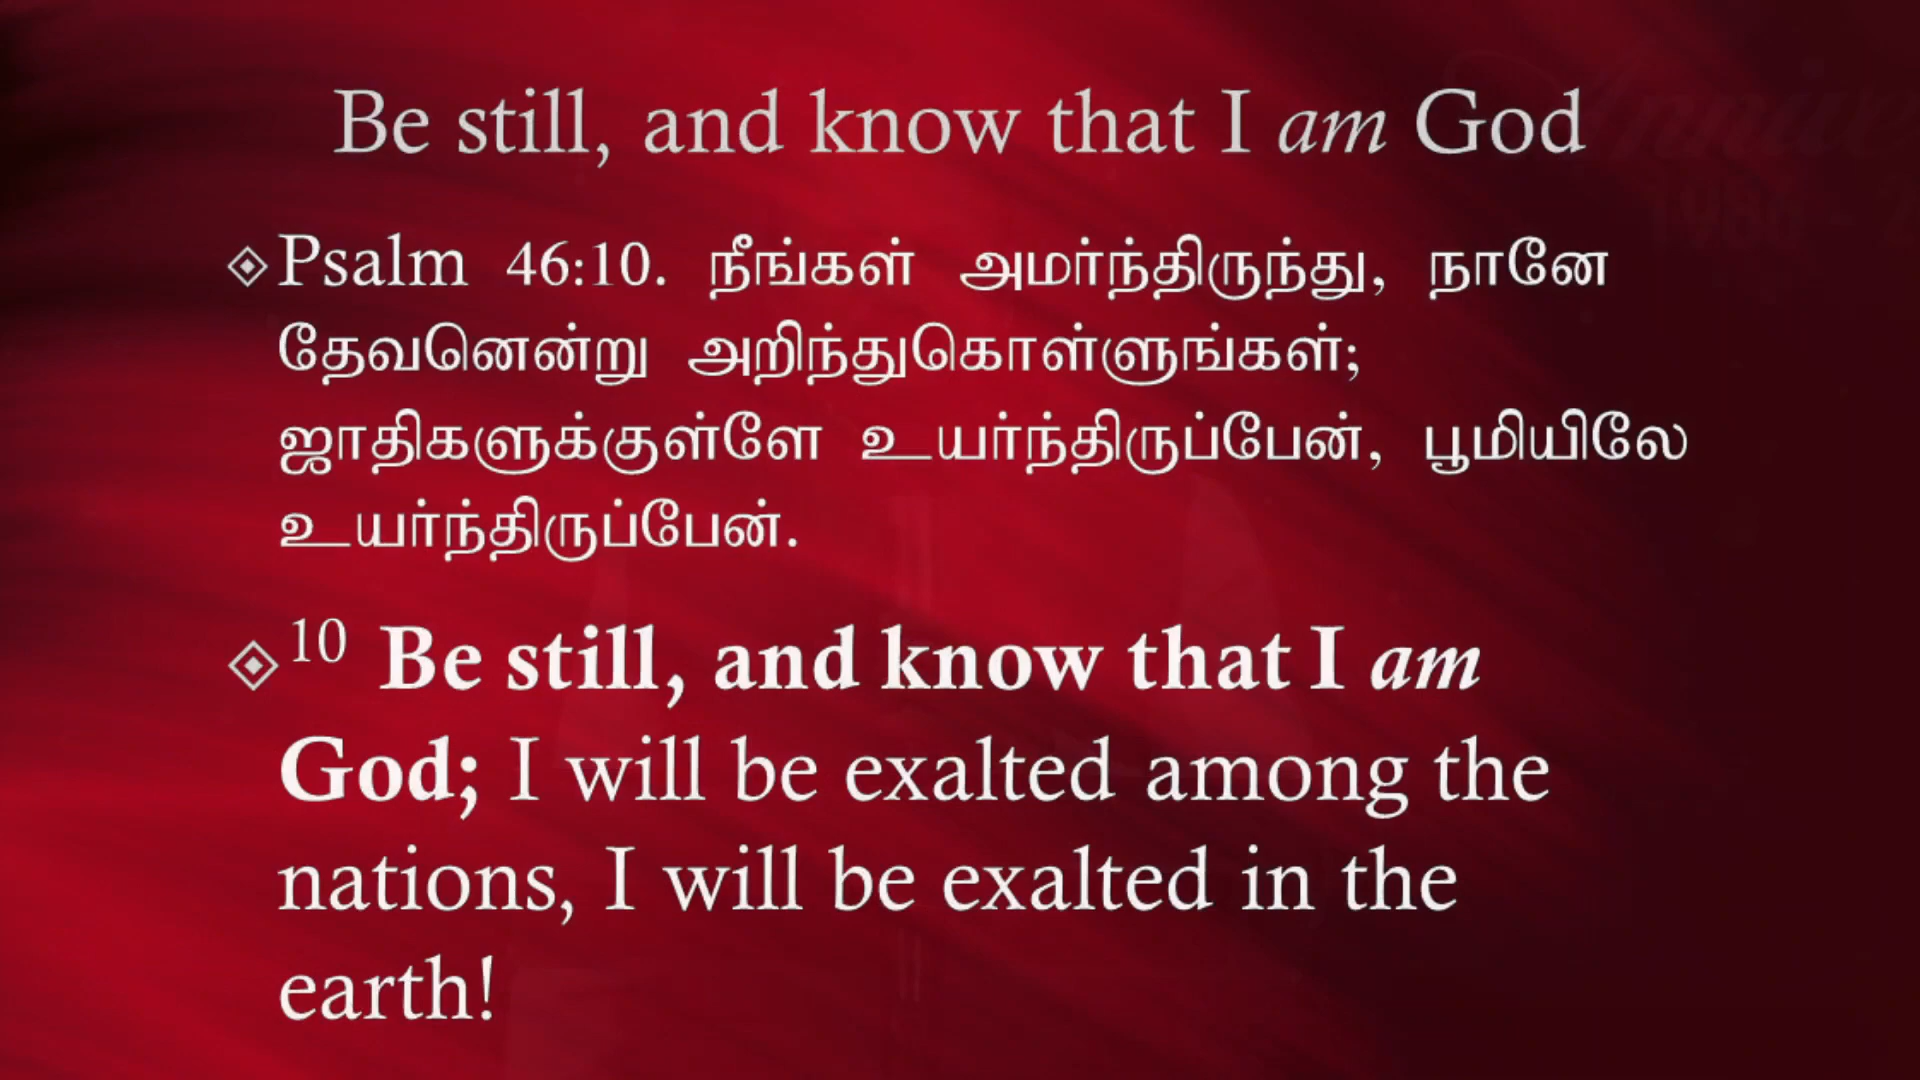 Be still, and know that I am God
Psalm 46:10. நீங்கள் அமர்ந்திருந்து, நானே
தேவனென்று அறிந்துகொள்ளுங்கள்;
ஜாதிகளுக்குள்ளே உயர்ந்திருப்பேன், பூமியிலே
உயர்ந்திருப்பேன்.
10 Be still, and know that I am
God; I will be exalted among the
nations, I will be exalted in the
earth!